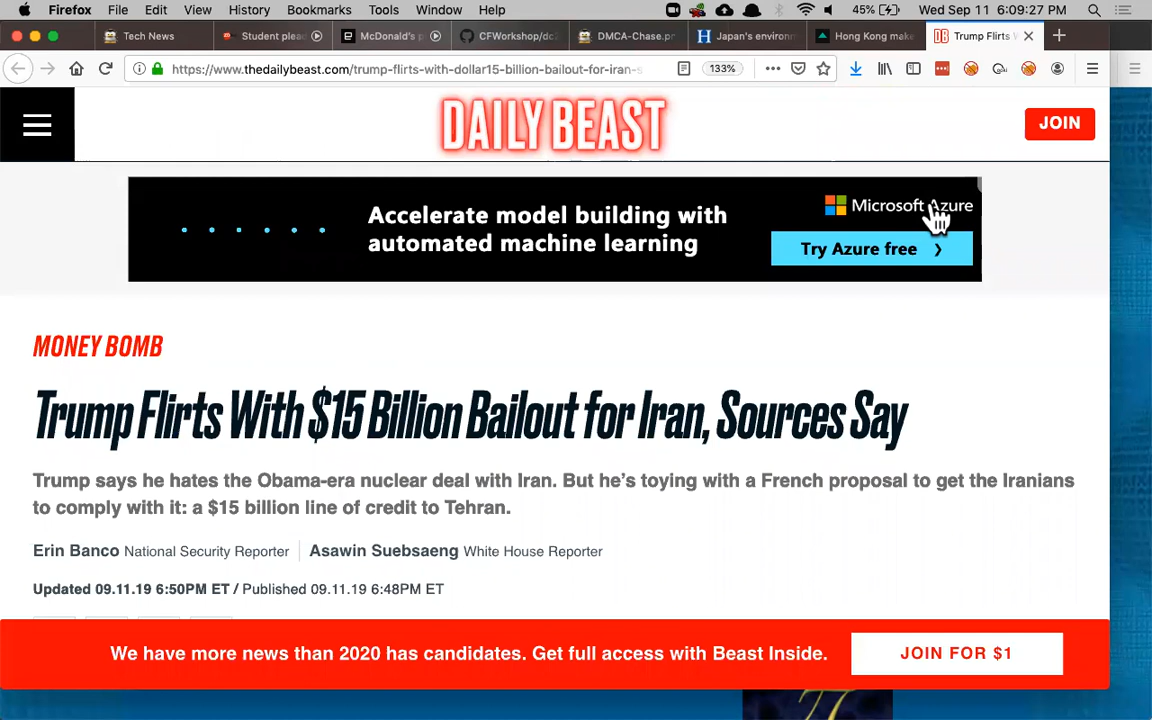 Firefox File Edit View History Bookmarks Tools Window Help 45% Wed Sep 11 6:09:27 PM
Tech News Student plead McDonald's p CFWorkshop/dc2 DMCA-Chase.pn Japan's environm Hong Kong make Trump Flirts W
https://www.thedailybeast.com/trump-flirts-with-dollar15-billion-bailout-for-iran-s 133%
DAILY BEAST
JOIN
Accelerate model building with
automated machine learning
Microsoft Azure
Try Azure free
MONEY BOMB
Trump Flirts With $15 Billion Bailout for Iran, Sources Say
Trump says he hates the Obama-era nuclear deal with Iran. But he's toying with a French proposal to get the Iranians
to comply with it: a $15 billion line of credit to Tehran.
Erin Banco National Security Reporter Asawin Suebsaeng White House Reporter
Updated 09.11.19 6:50PM ET / Published 09.11.19 6:48PM ET
We have more news than 2020 has candidates. Get full access with Beast Inside. JOIN FOR $1